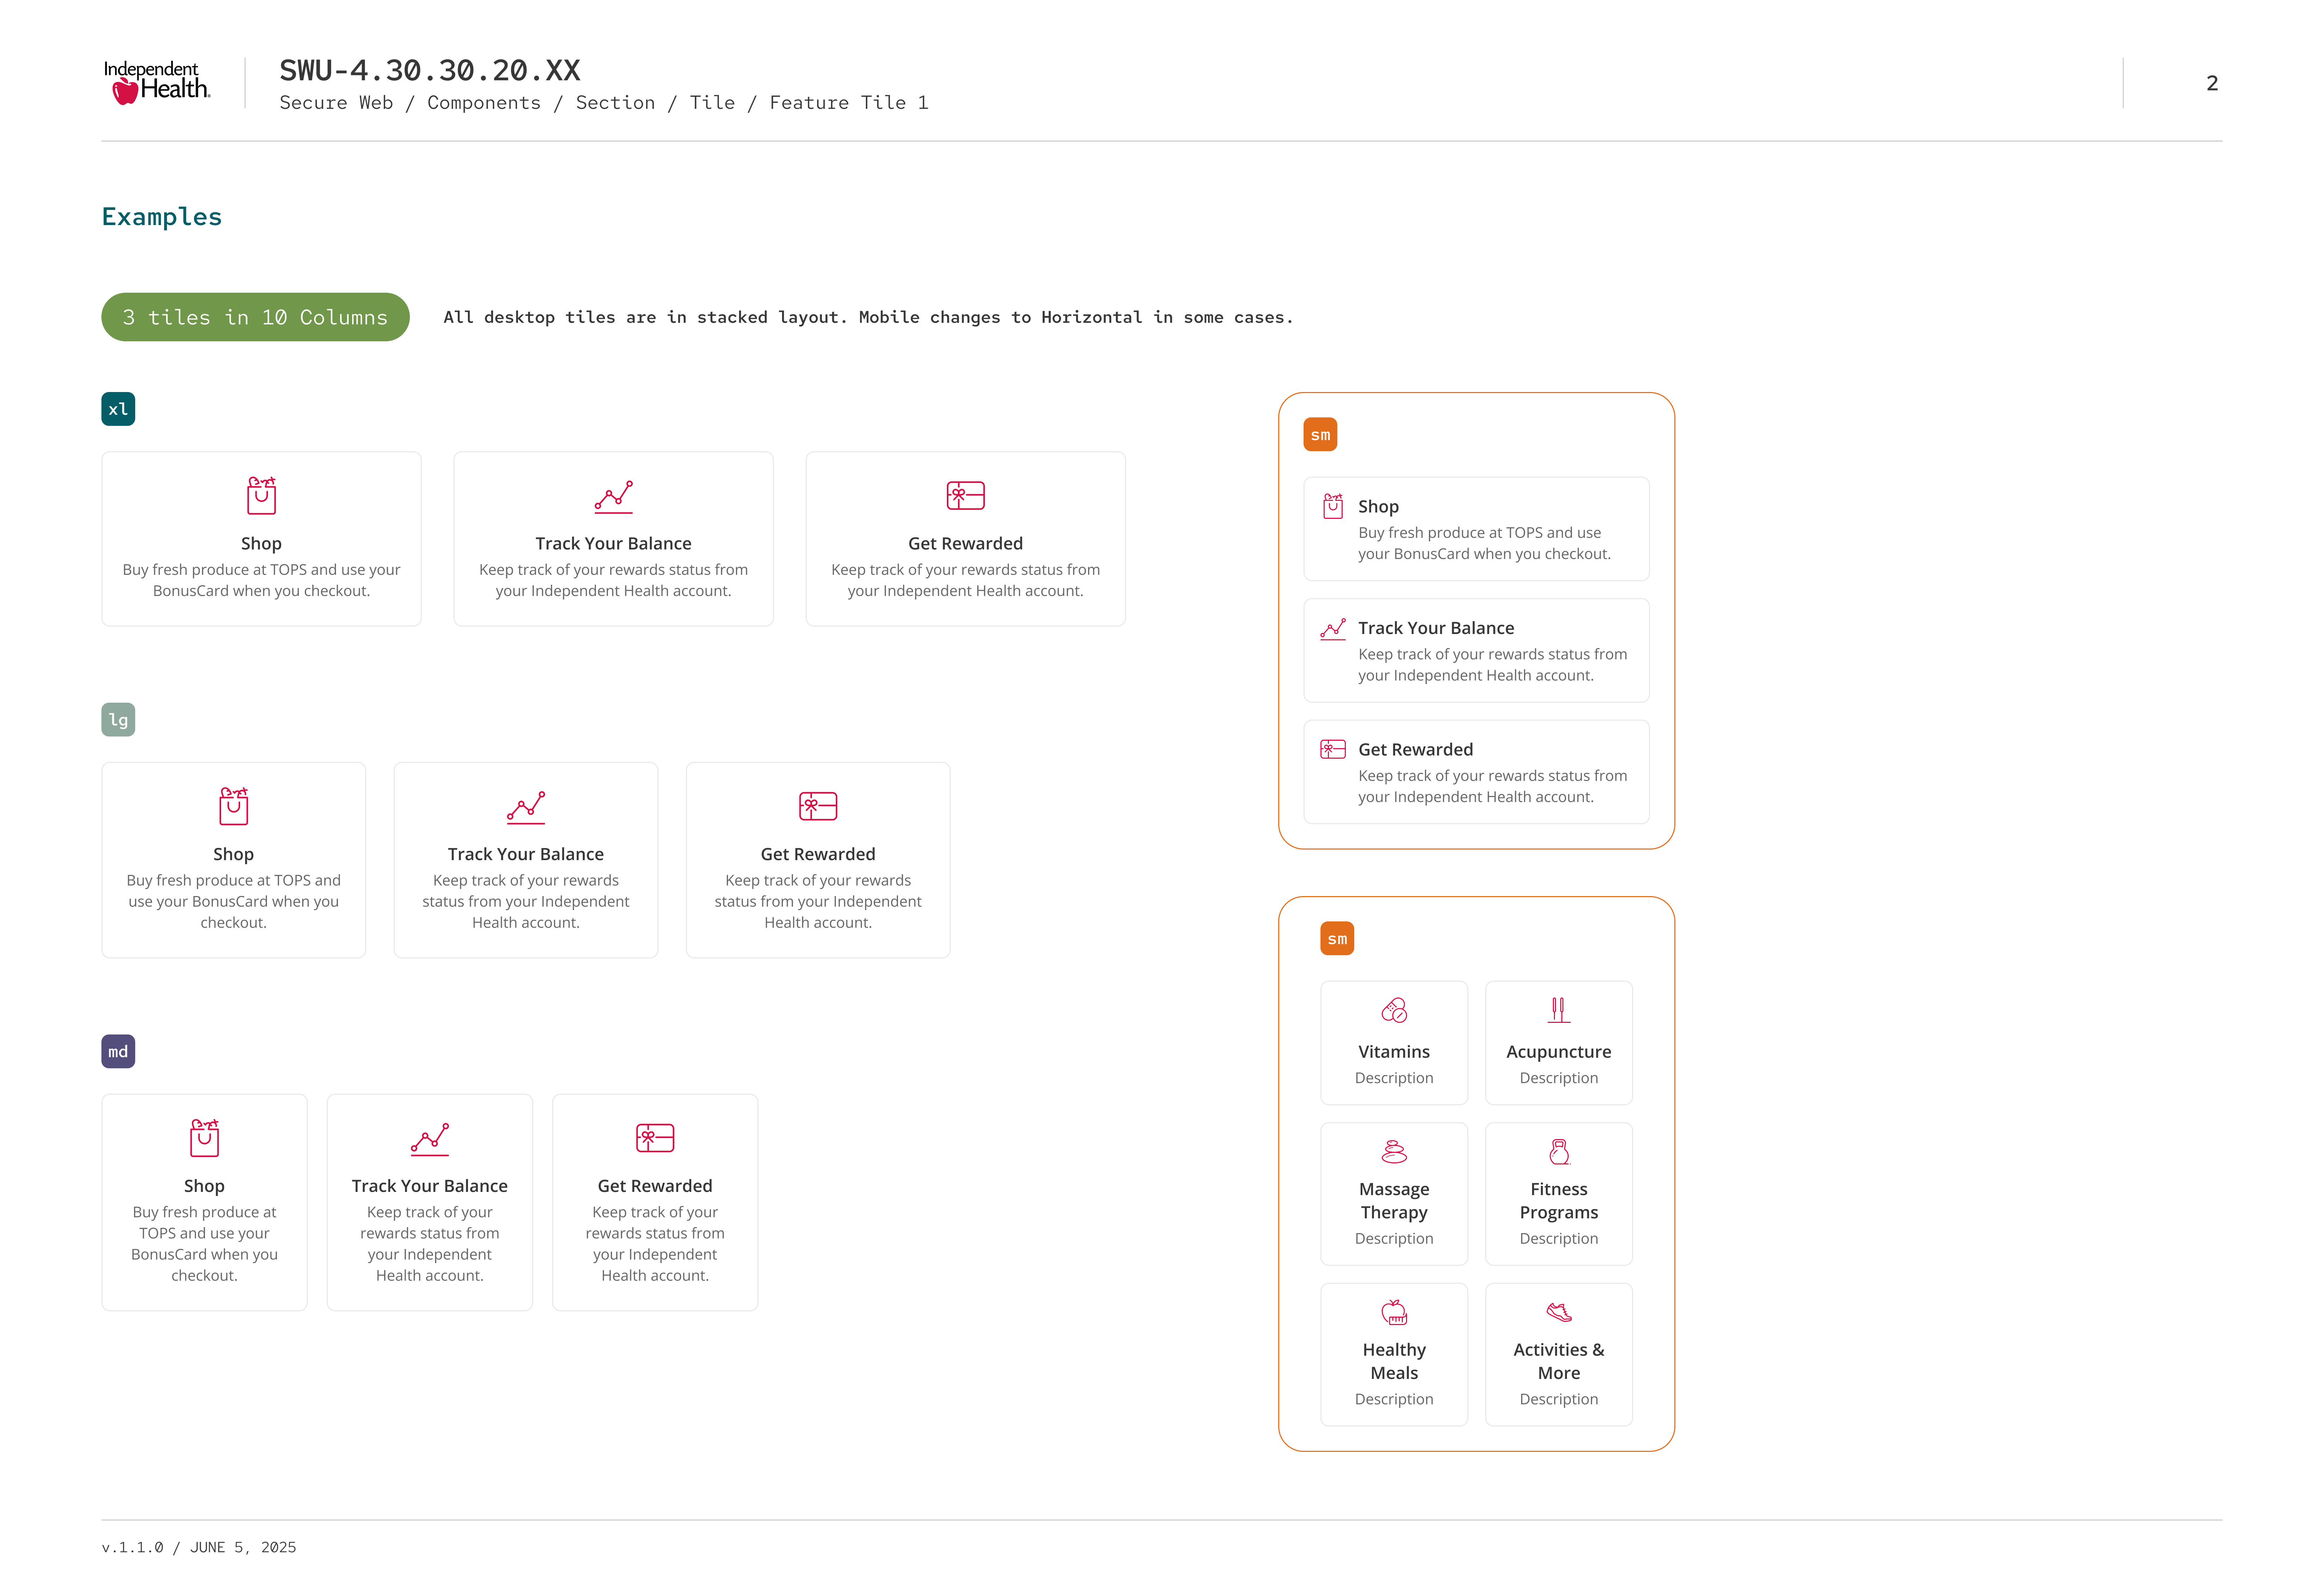 Independent
Health
SWU-4.30.30.20.XX
Secure Web / Components / Section / Tile / Feature Tile 1
2
Examples
3 tiles in 10 Columns
All desktop tiles are in stacked layout. Mobile changes to Horizontal in some cases.
xl
Shop
Buy fresh produce at TOPS and use your
BonusCard when you checkout.
Track Your Balance
Keep track of your rewards status from
your Independent Health account.
Get Rewarded
Keep track of your rewards status from
your Independent Health account.
lg
Shop
Buy fresh produce at TOPS and
use your BonusCard when you
checkout.
Track Your Balance
Keep track of your rewards
status from your Independent
Health account.
Get Rewarded
Keep track of your rewards
status from your Independent
Health account.
md
Shop
Buy fresh produce at
TOPS and use your
BonusCard when you
checkout.
Track Your Balance
Keep track of your
rewards status from
your Independent
Health account.
Get Rewarded
Keep track of your
rewards status from
your Independent
Health account.
sm
Shop
Buy fresh produce at TOPS and use
your BonusCard when you checkout.
Track Your Balance
Keep track of your rewards status from
your Independent Health account.
Get Rewarded
Keep track of your rewards status from
your Independent Health account.
sm
Vitamins
Description
Acupuncture
Description
Massage
Therapy
Description
Fitness
Programs
Description
Healthy
Meals
Description
Activities &
More
Description
v.1.1.0 / JUNE 5, 2025